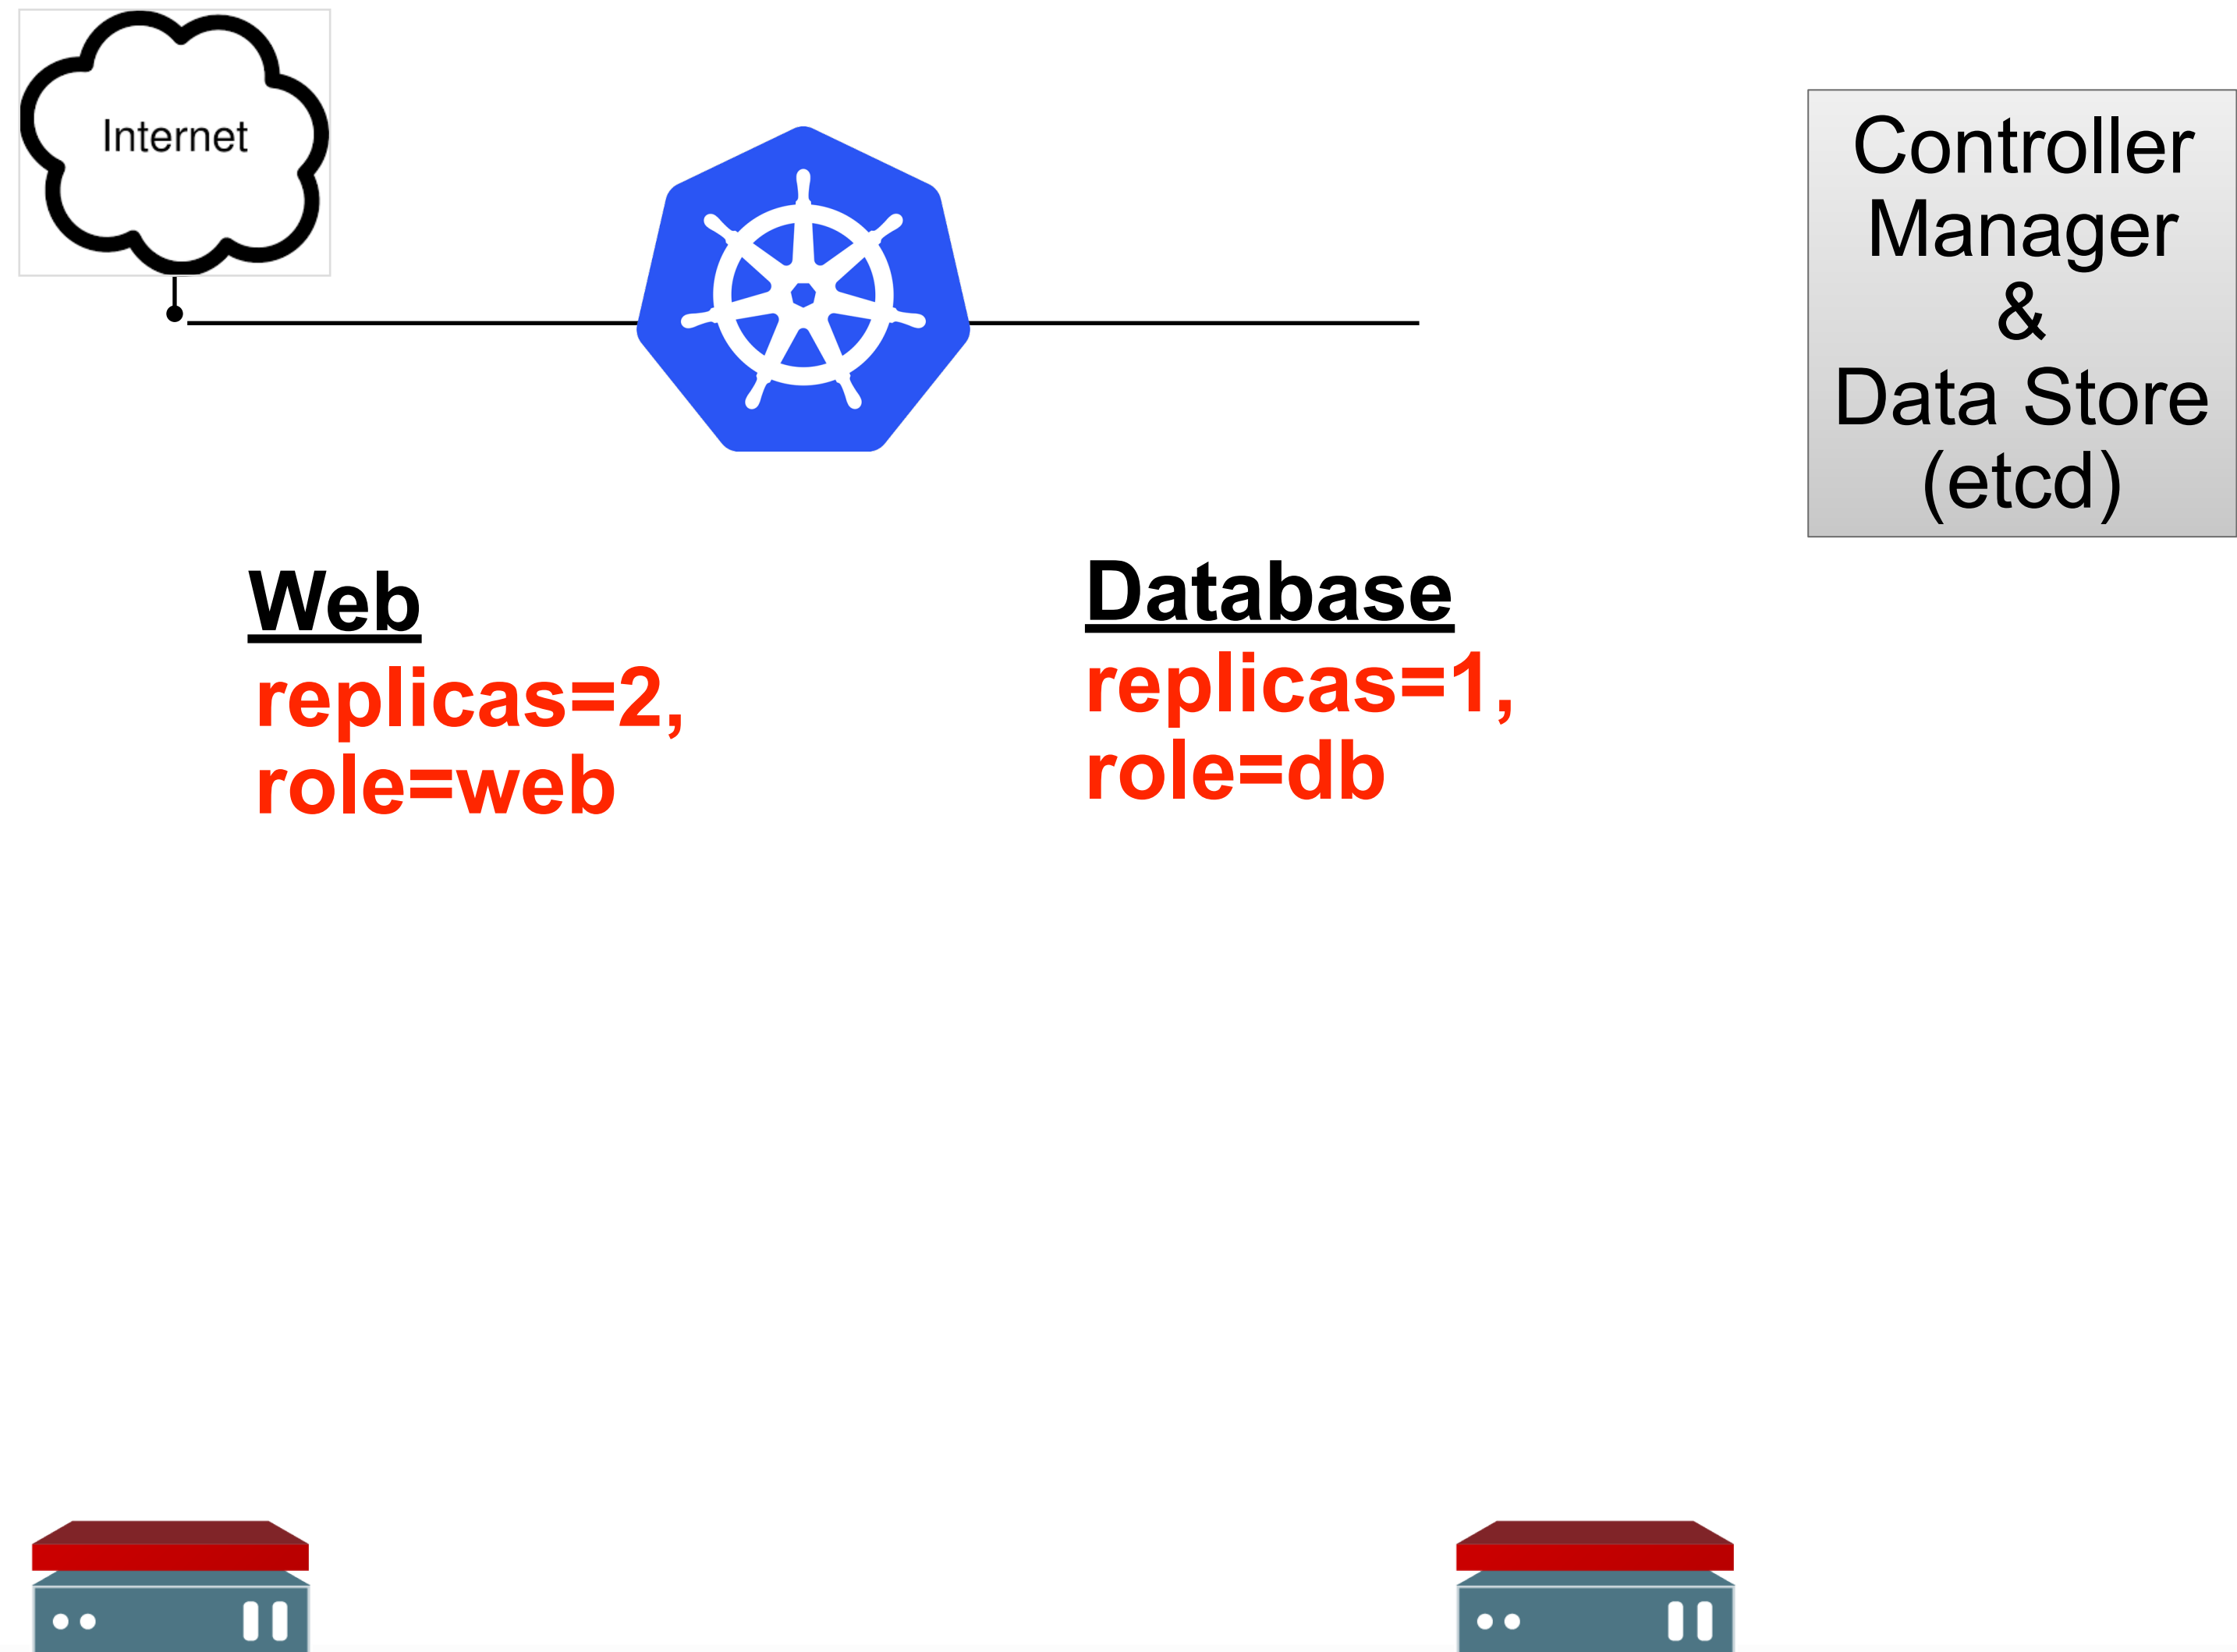 Internet
Controller
Manager
&
Data Store
(etcd)
Web
replicas=2,
role=web
Database
replicas=1,
role=db